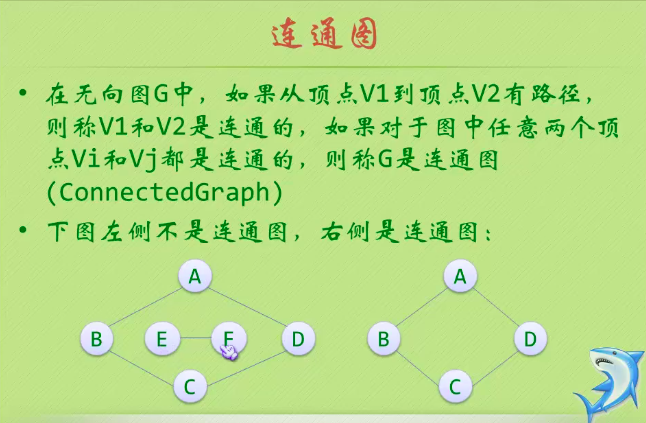 连通图
• 在无向图G中，如果从顶点V1到顶点V2有路径，
则称V1和V2是连通的，如果对于图中任意两个顶
点Vi和Vj都是连通的，则称G是连通图
(ConnectedGraph)
• 下图左侧不是连通图，右侧是连通图：
A A
B E F D B D
C C